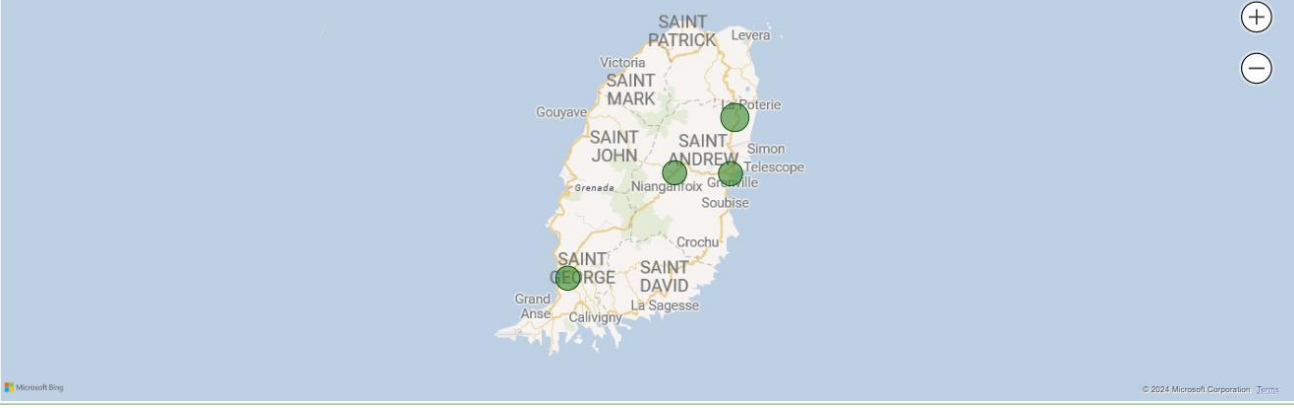 SAINT
PATRICK
Levera
Victoria
SAINT
MARK
La Poterie
Gouyave
SAINT
JOHN
SAINT
ANDREW
Simon
Telescope
Grenada
Nianganfoix
Grenville
Soubise
Crochu
SAINT
GEORGE
SAINT
DAVID
Grand
Anse
La Sagesse
Calivigny
Microsoft Bing
© 2024 Microsoft Corporation Terms